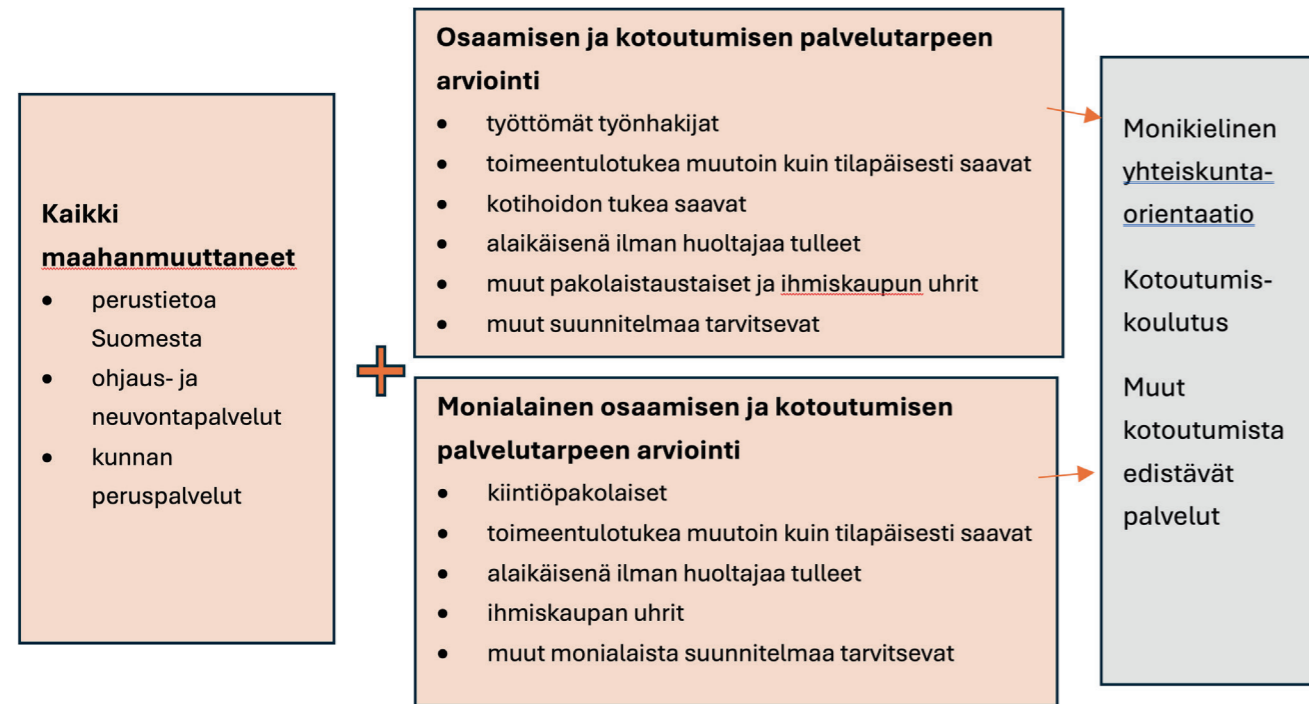 Kaikki
maahanmuuttaneet
• perustietoa
Suomesta
• ohjaus- ja
neuvontapalvelut
• kunnan
peruspalvelut
Osaamisen ja kotoutumisen palvelutarpeen
arviointi
• työttömät työnhakijat
• toimeentulotukea muutoin kuin tilapäisesti saavat
• kotihoidon tukea saavat
• alaikäisenä ilman huoltajaa tulleet
• muut pakolaistaustaiset ja ihmiskaupun uhrit
• muut suunnitelmaa tarvitsevat
Monialainen osaamisen ja kotoutumisen
palvelutarpeen arviointi
• kiintiöpakolaiset
• toimeentulotukea muutoin kuin tilapäisesti saavat
• alaikäisenä ilman huoltajaa tulleet
• ihmiskaupan uhrit
• muut monialaista suunnitelmaa tarvitsevat
Monikielinen
yhteiskunta-
orientaatio
Kotoutumis-
koulutus
Muut
kotoutumista
edistävät
palvelut